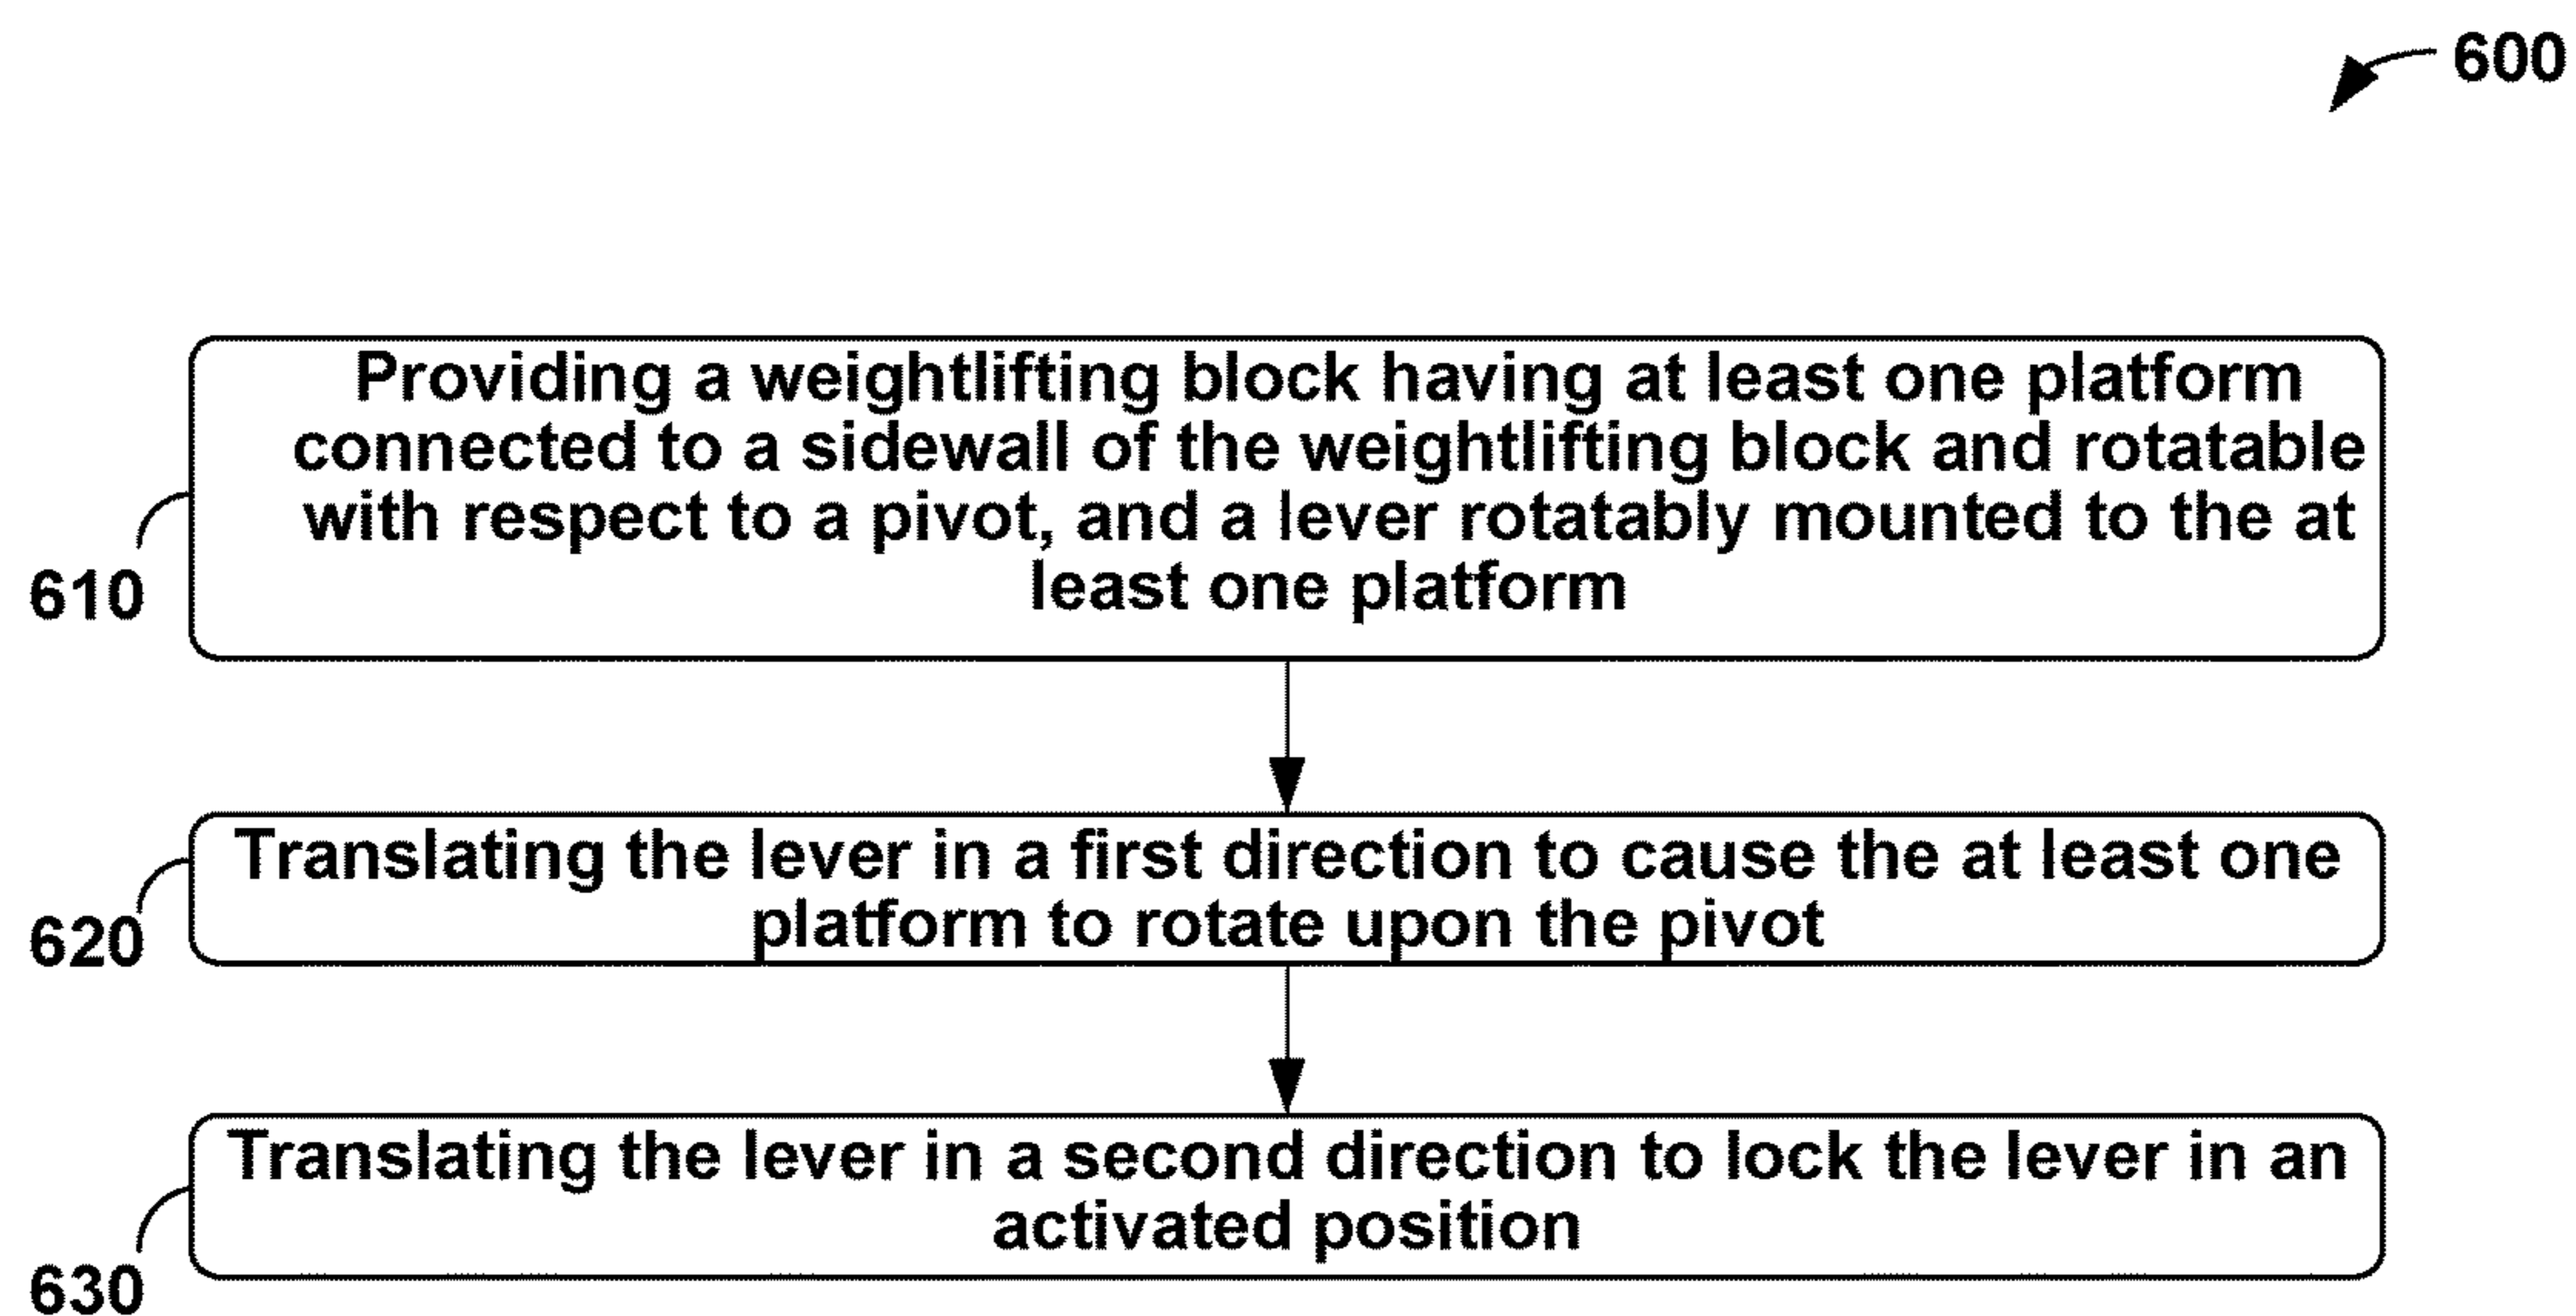 600
Providing a weightlifting block having at least one platform
connected to a sidewall of the weightlifting block and rotatable
with respect to a pivot, and a lever rotatably mounted to the at
least one platform
610
Translating the lever in a first direction to cause the at least one
platform to rotate upon the pivot
620
Translating the lever in a second direction to lock the lever in an
activated position
630